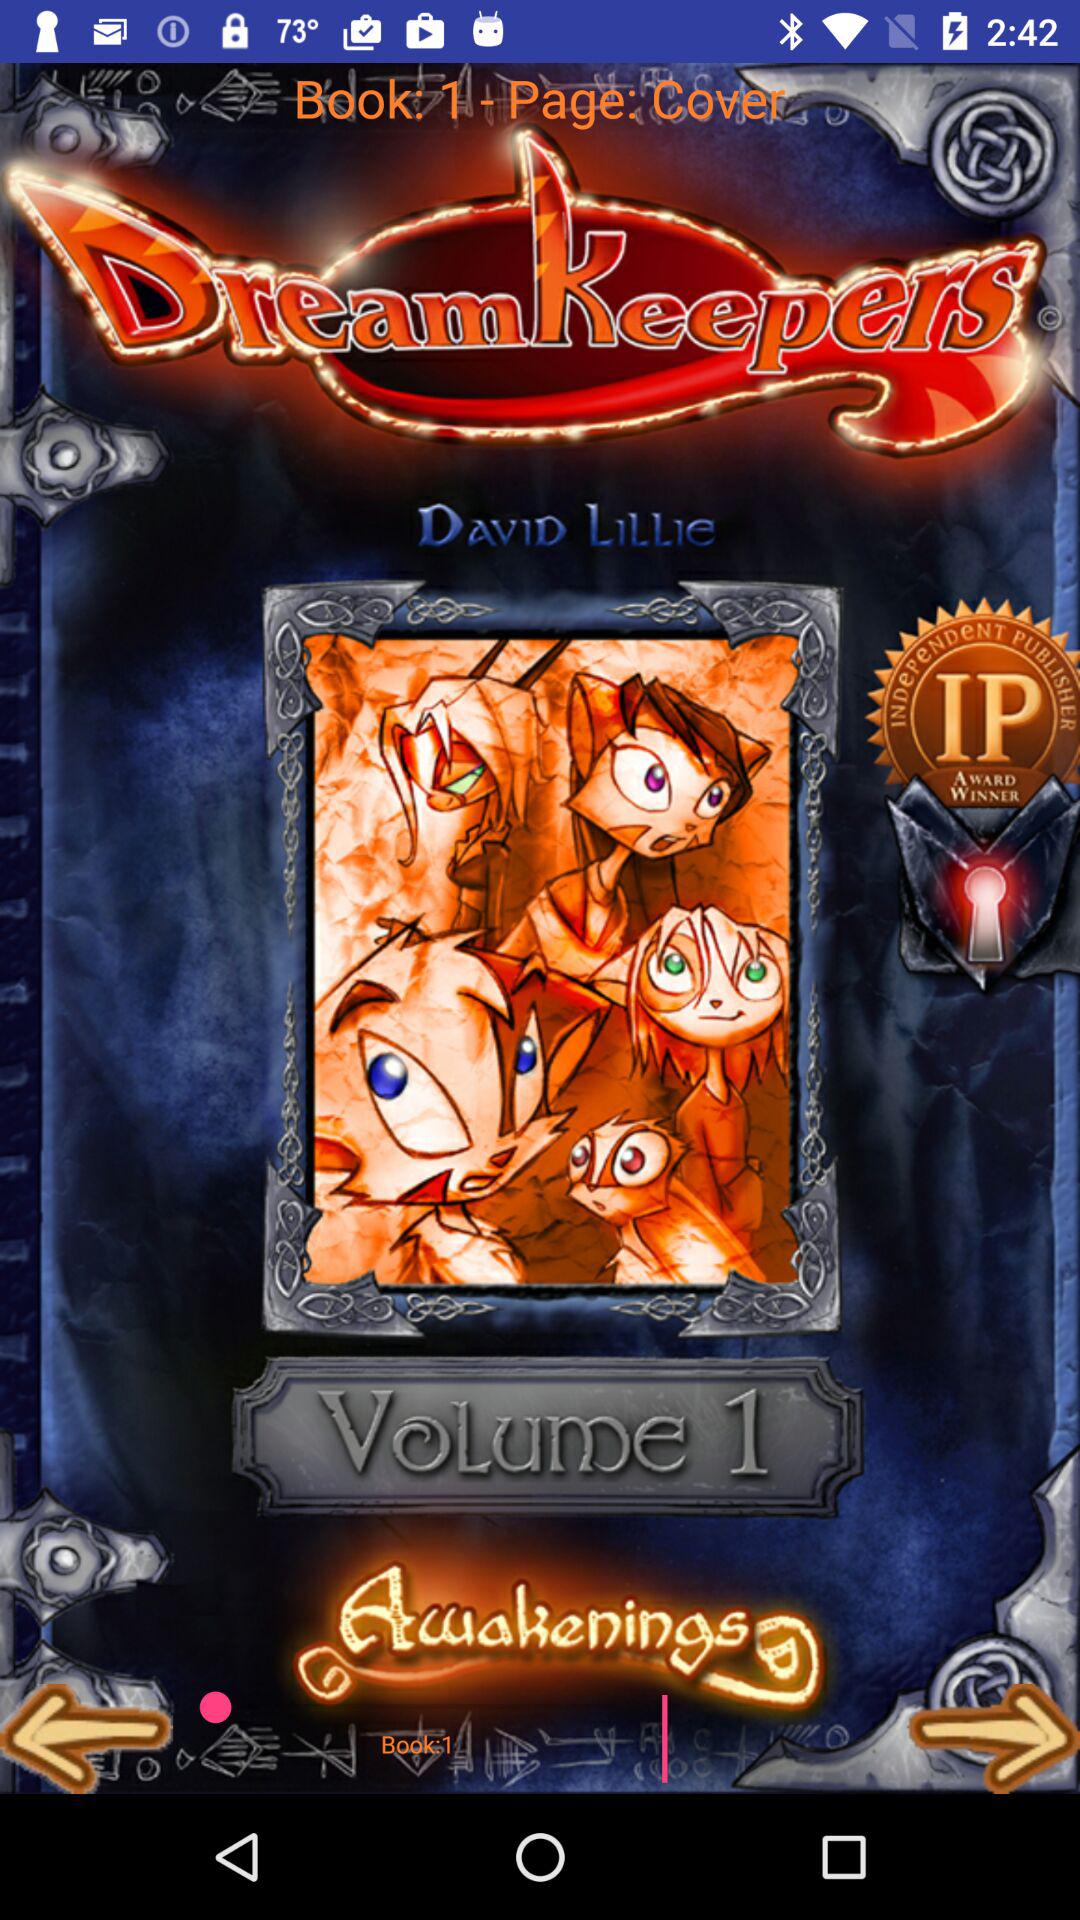 73° 2:42
Book: 1 - Page: Cover
DreamKeepers ©
David Lillie
INDEPENDENT PUBLISHER
IP
AWARD
WINNER
Volume 1
Awakenings
Book:1